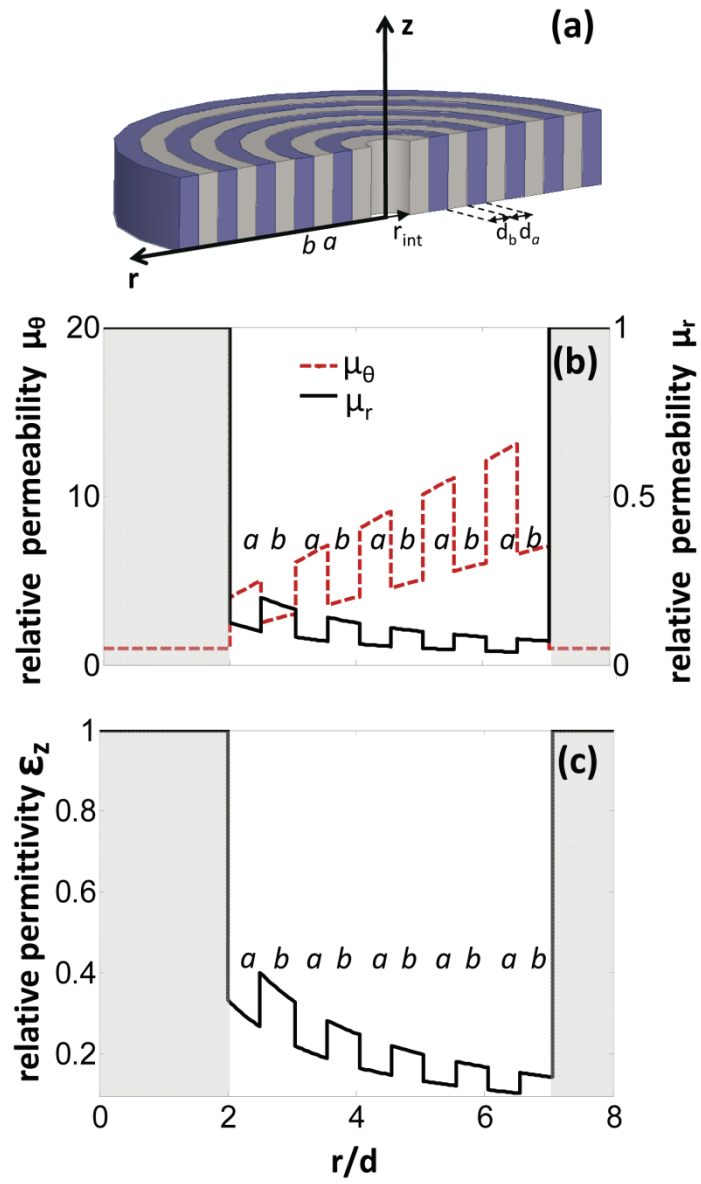 (a)
z
r
b a
r_int
d_b d_a
(b)
relative permeability μ_θ
relative permeability μ_r
20
10
0
1
0.5
0
μ_θ
μ_r
a b a b a b a b a b
(c)
relative permittivity ε_z
1
0.8
0.6
0.4
0.2
a b a b a b a b a b
0 2 4 6 8
r/d